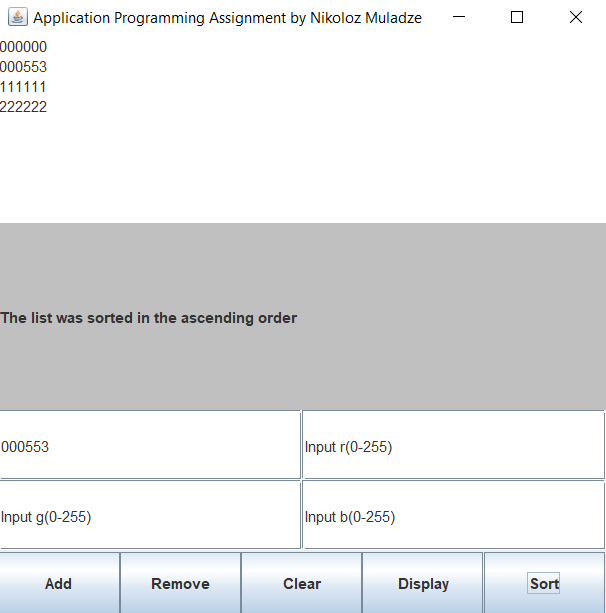 Application Programming Assignment by Nikoloz Muladze
000000
000553
111111
222222
The list was sorted in the ascending order
000553
Input r(0-255)
Input g(0-255)
Input b(0-255)
Add Remove Clear Display Sort